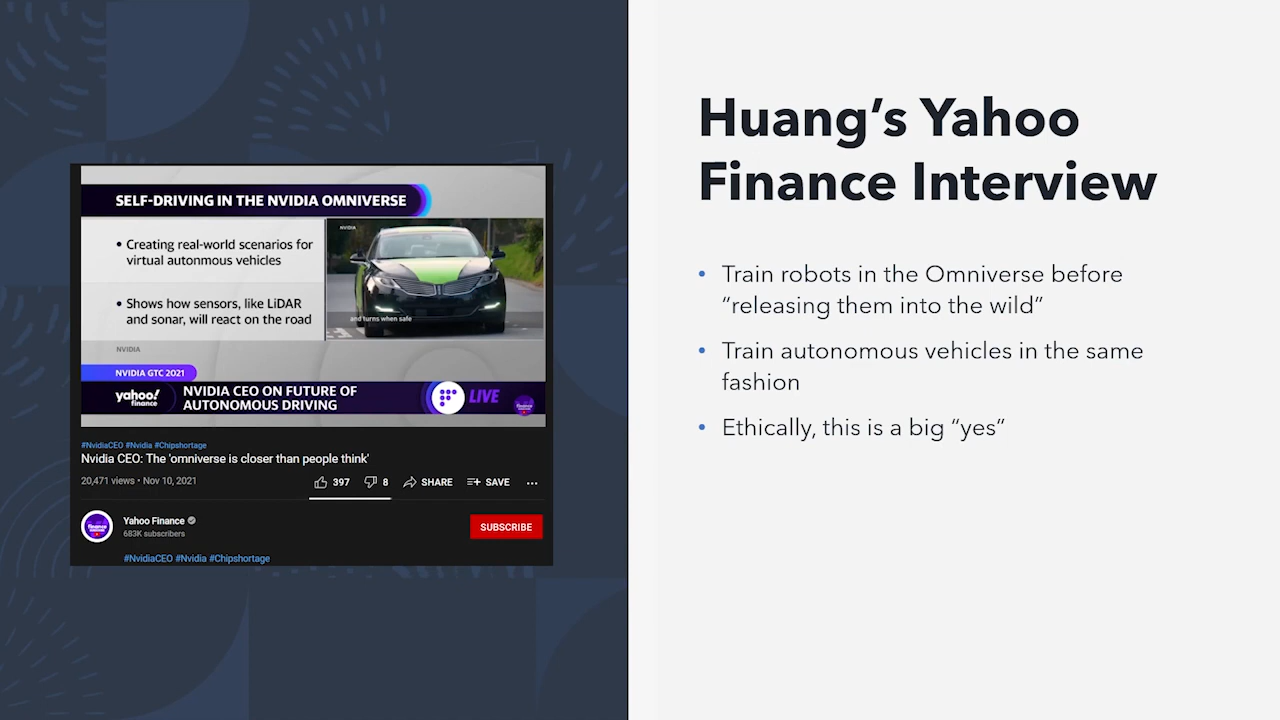 SELF-DRIVING IN THE NVIDIA OMNIVERSE
• Creating real-world scenarios for
virtual autonmous vehicles
• Shows how sensors, like LiDAR
and sonar, will react on the road
NVIDIA
and turns when safe
NVIDIA
NVIDIA GTC 2021
yahoo!
finance
NVIDIA CEO ON FUTURE OF
AUTONOMOUS DRIVING
LIVE
#NvidiaCEO #Nvidia #Chipshortage
Nvidia CEO: The 'omniverse is closer than people think'
20,471 views • Nov 10, 2021
397
8
SHARE
SAVE
Yahoo Finance
683K subscribers
SUBSCRIBE
#NvidiaCEO #Nvidia #Chipshortage
Huang’s Yahoo
Finance Interview
• Train robots in the Omniverse before
“releasing them into the wild”
• Train autonomous vehicles in the same
fashion
• Ethically, this is a big “yes”